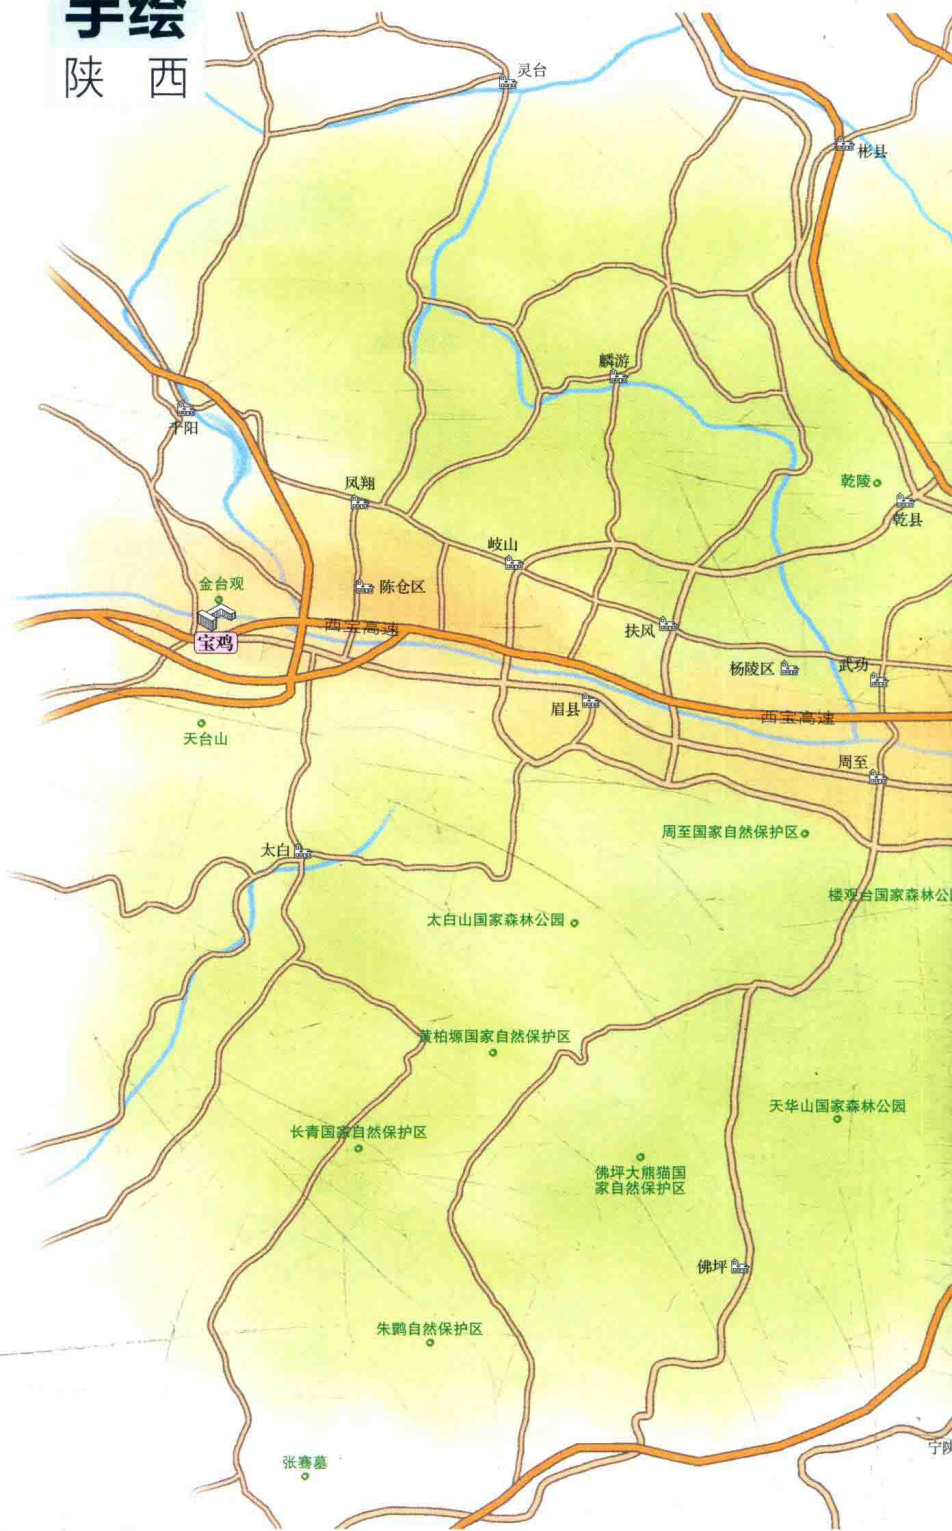 手绘
陕 西
灵台
彬县
麟游
千阳
凤翔
乾陵
乾县
岐山
金台观
陈仓区
宝鸡
西宝高速
扶风
杨陵区
武功
眉县
西宝高速
天台山
周至
周至国家自然保护区
太白
楼观台国家森林公
太白山国家森林公园
黄柏塬国家自然保护区
天华山国家森林公园
长青国家自然保护区
佛坪大熊猫国
家自然保护区
佛坪
朱鹮自然保护区
宁陕
张骞墓